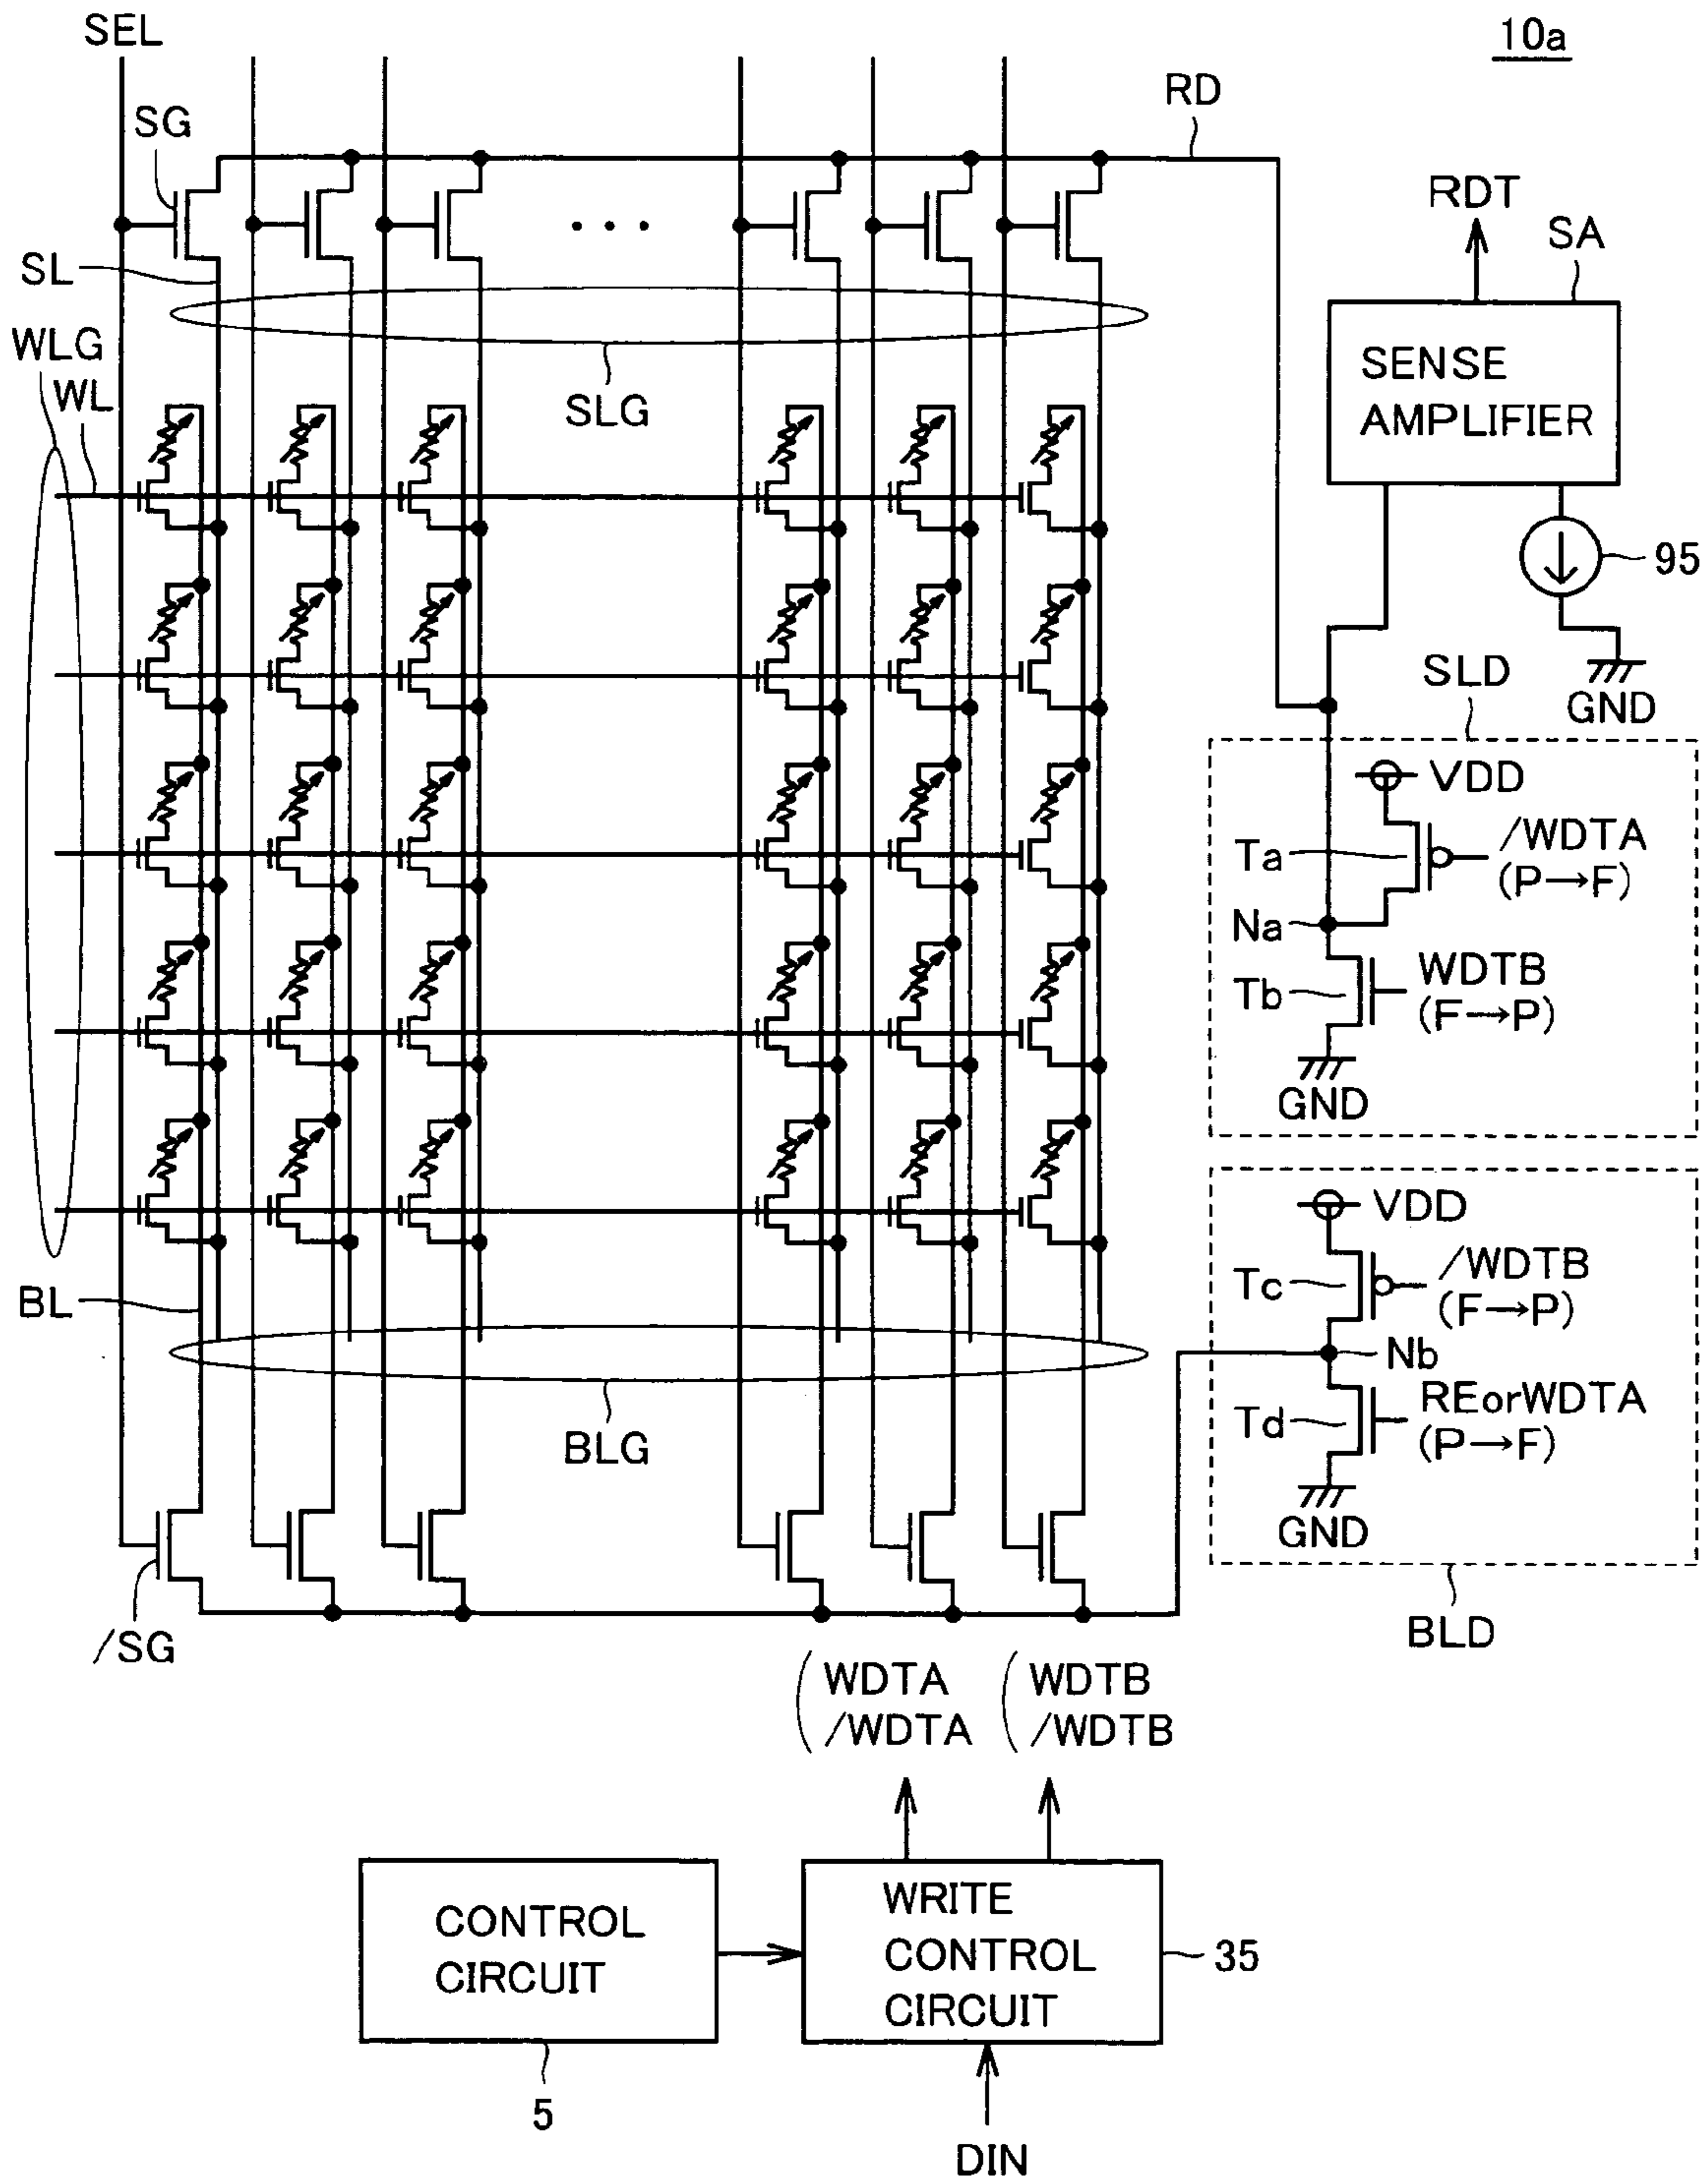 10a
SEL
RD
SG
RDT
SA
SL
WLG
WL
SLG
SENSE
AMPLIFIER
95
GND
SLD
VDD
Ta
/WDTA
(P→F)
Na
Tb
WDTB
(F→P)
GND
VDD
Tc
/WDTB
(F→P)
BL
Nb
Td
REorWDTA
(P→F)
BLG
GND
/SG
BLD
WDTA
/WDTA
WDTB
/WDTB
CONTROL
CIRCUIT
5
WRITE
CONTROL
CIRCUIT
35
DIN